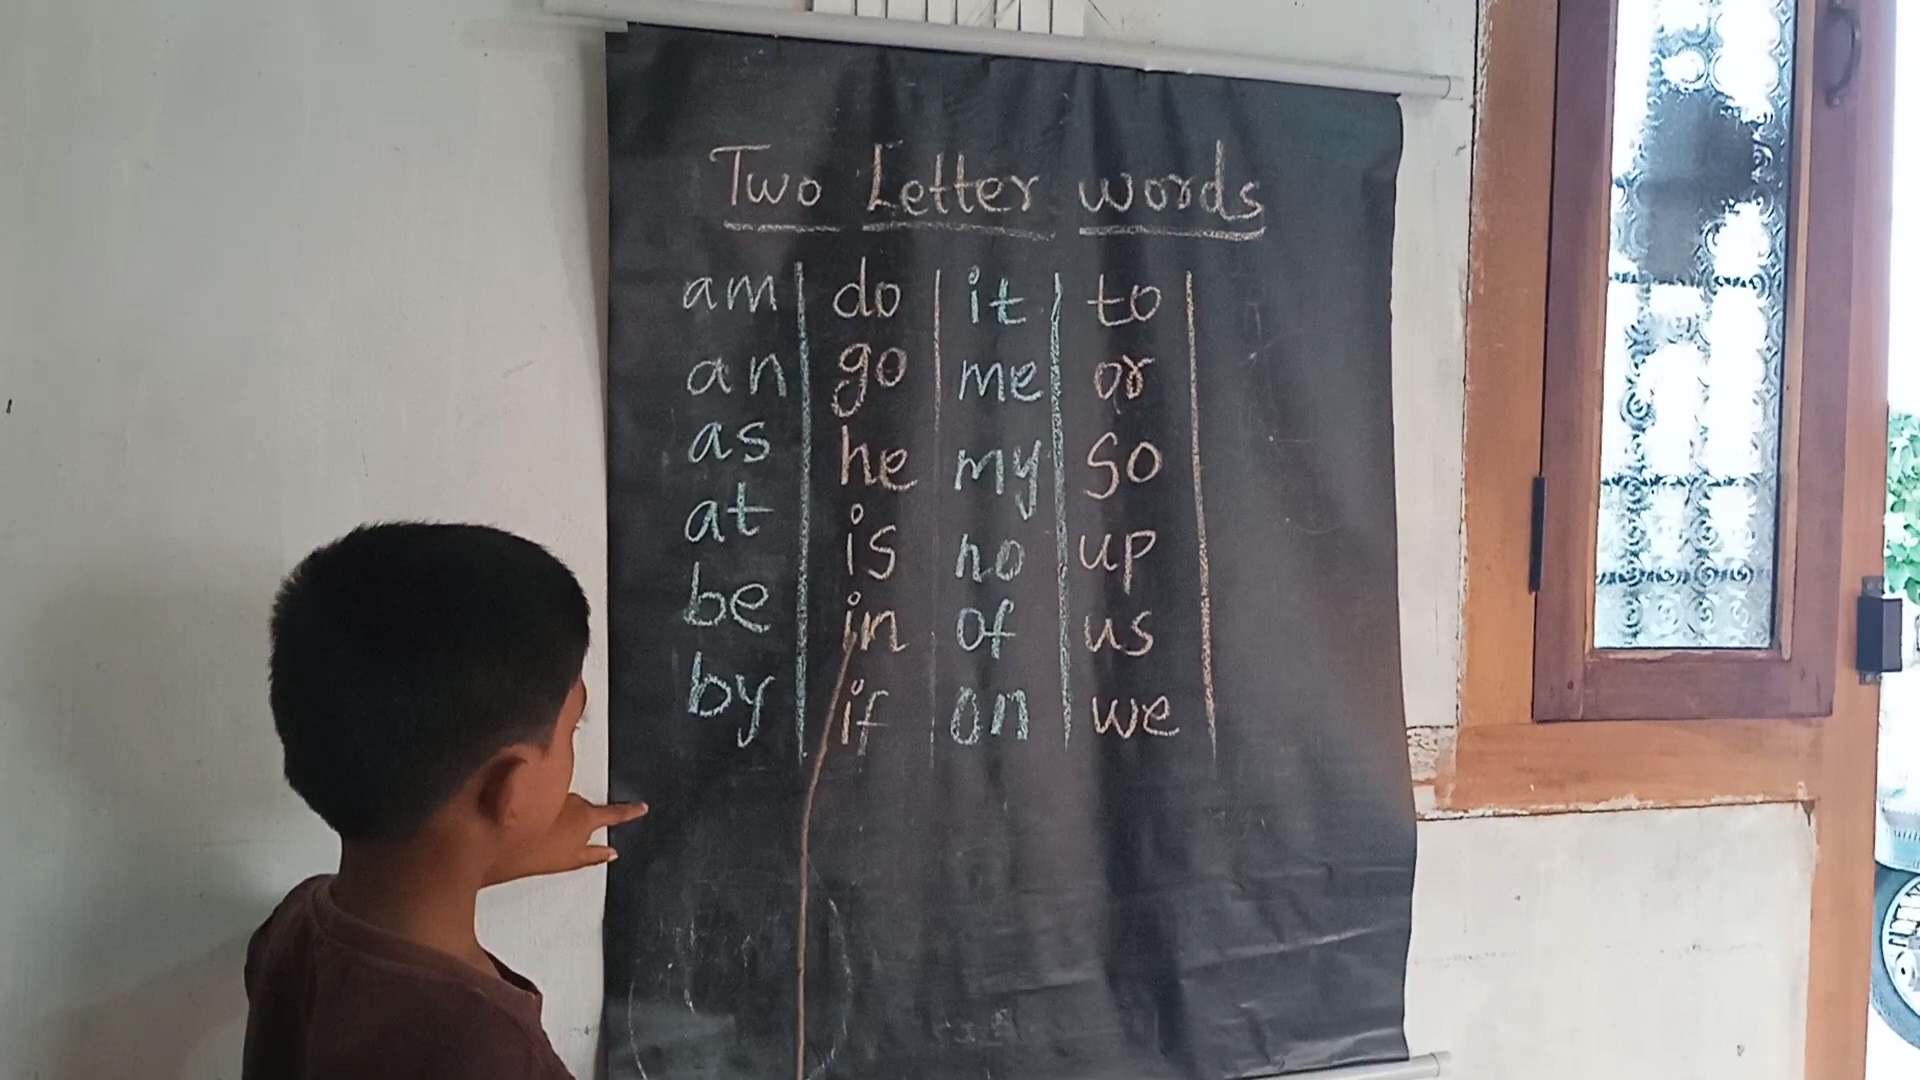 Two Letter words
am do it to
an go me or
as he my so
at is no up
be in of us
by if on we